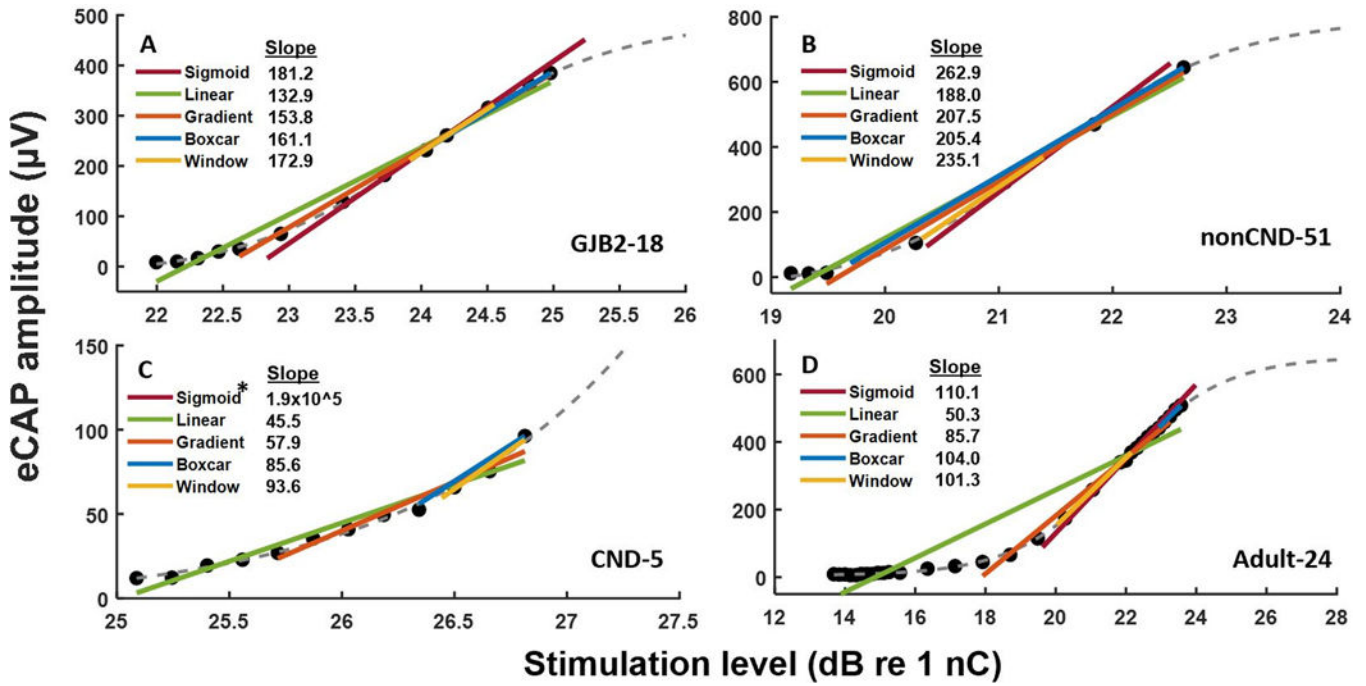 eCAP amplitude (µV)
500
400
300
200
100
0
A
Slope
Sigmoid 181.2
Linear 132.9
Gradient 153.8
Boxcar 161.1
Window 172.9
GJB2-18
22 22.5 23 23.5 24 24.5 25 25.5 26
800
600
400
200
0
B
Slope
Sigmoid 262.9
Linear 188.0
Gradient 207.5
Boxcar 205.4
Window 235.1
nonCND-51
19 20 21 22 23 24
150
100
50
0
C
Slope
Sigmoid* 1.9x10^5
Linear 45.5
Gradient 57.9
Boxcar 85.6
Window 93.6
CND-5
25 25.5 26 26.5 27 27.5
600
400
200
0
D
Slope
Sigmoid 110.1
Linear 50.3
Gradient 85.7
Boxcar 104.0
Window 101.3
Adult-24
12 14 16 18 20 22 24 26 28
Stimulation level (dB re 1 nC)